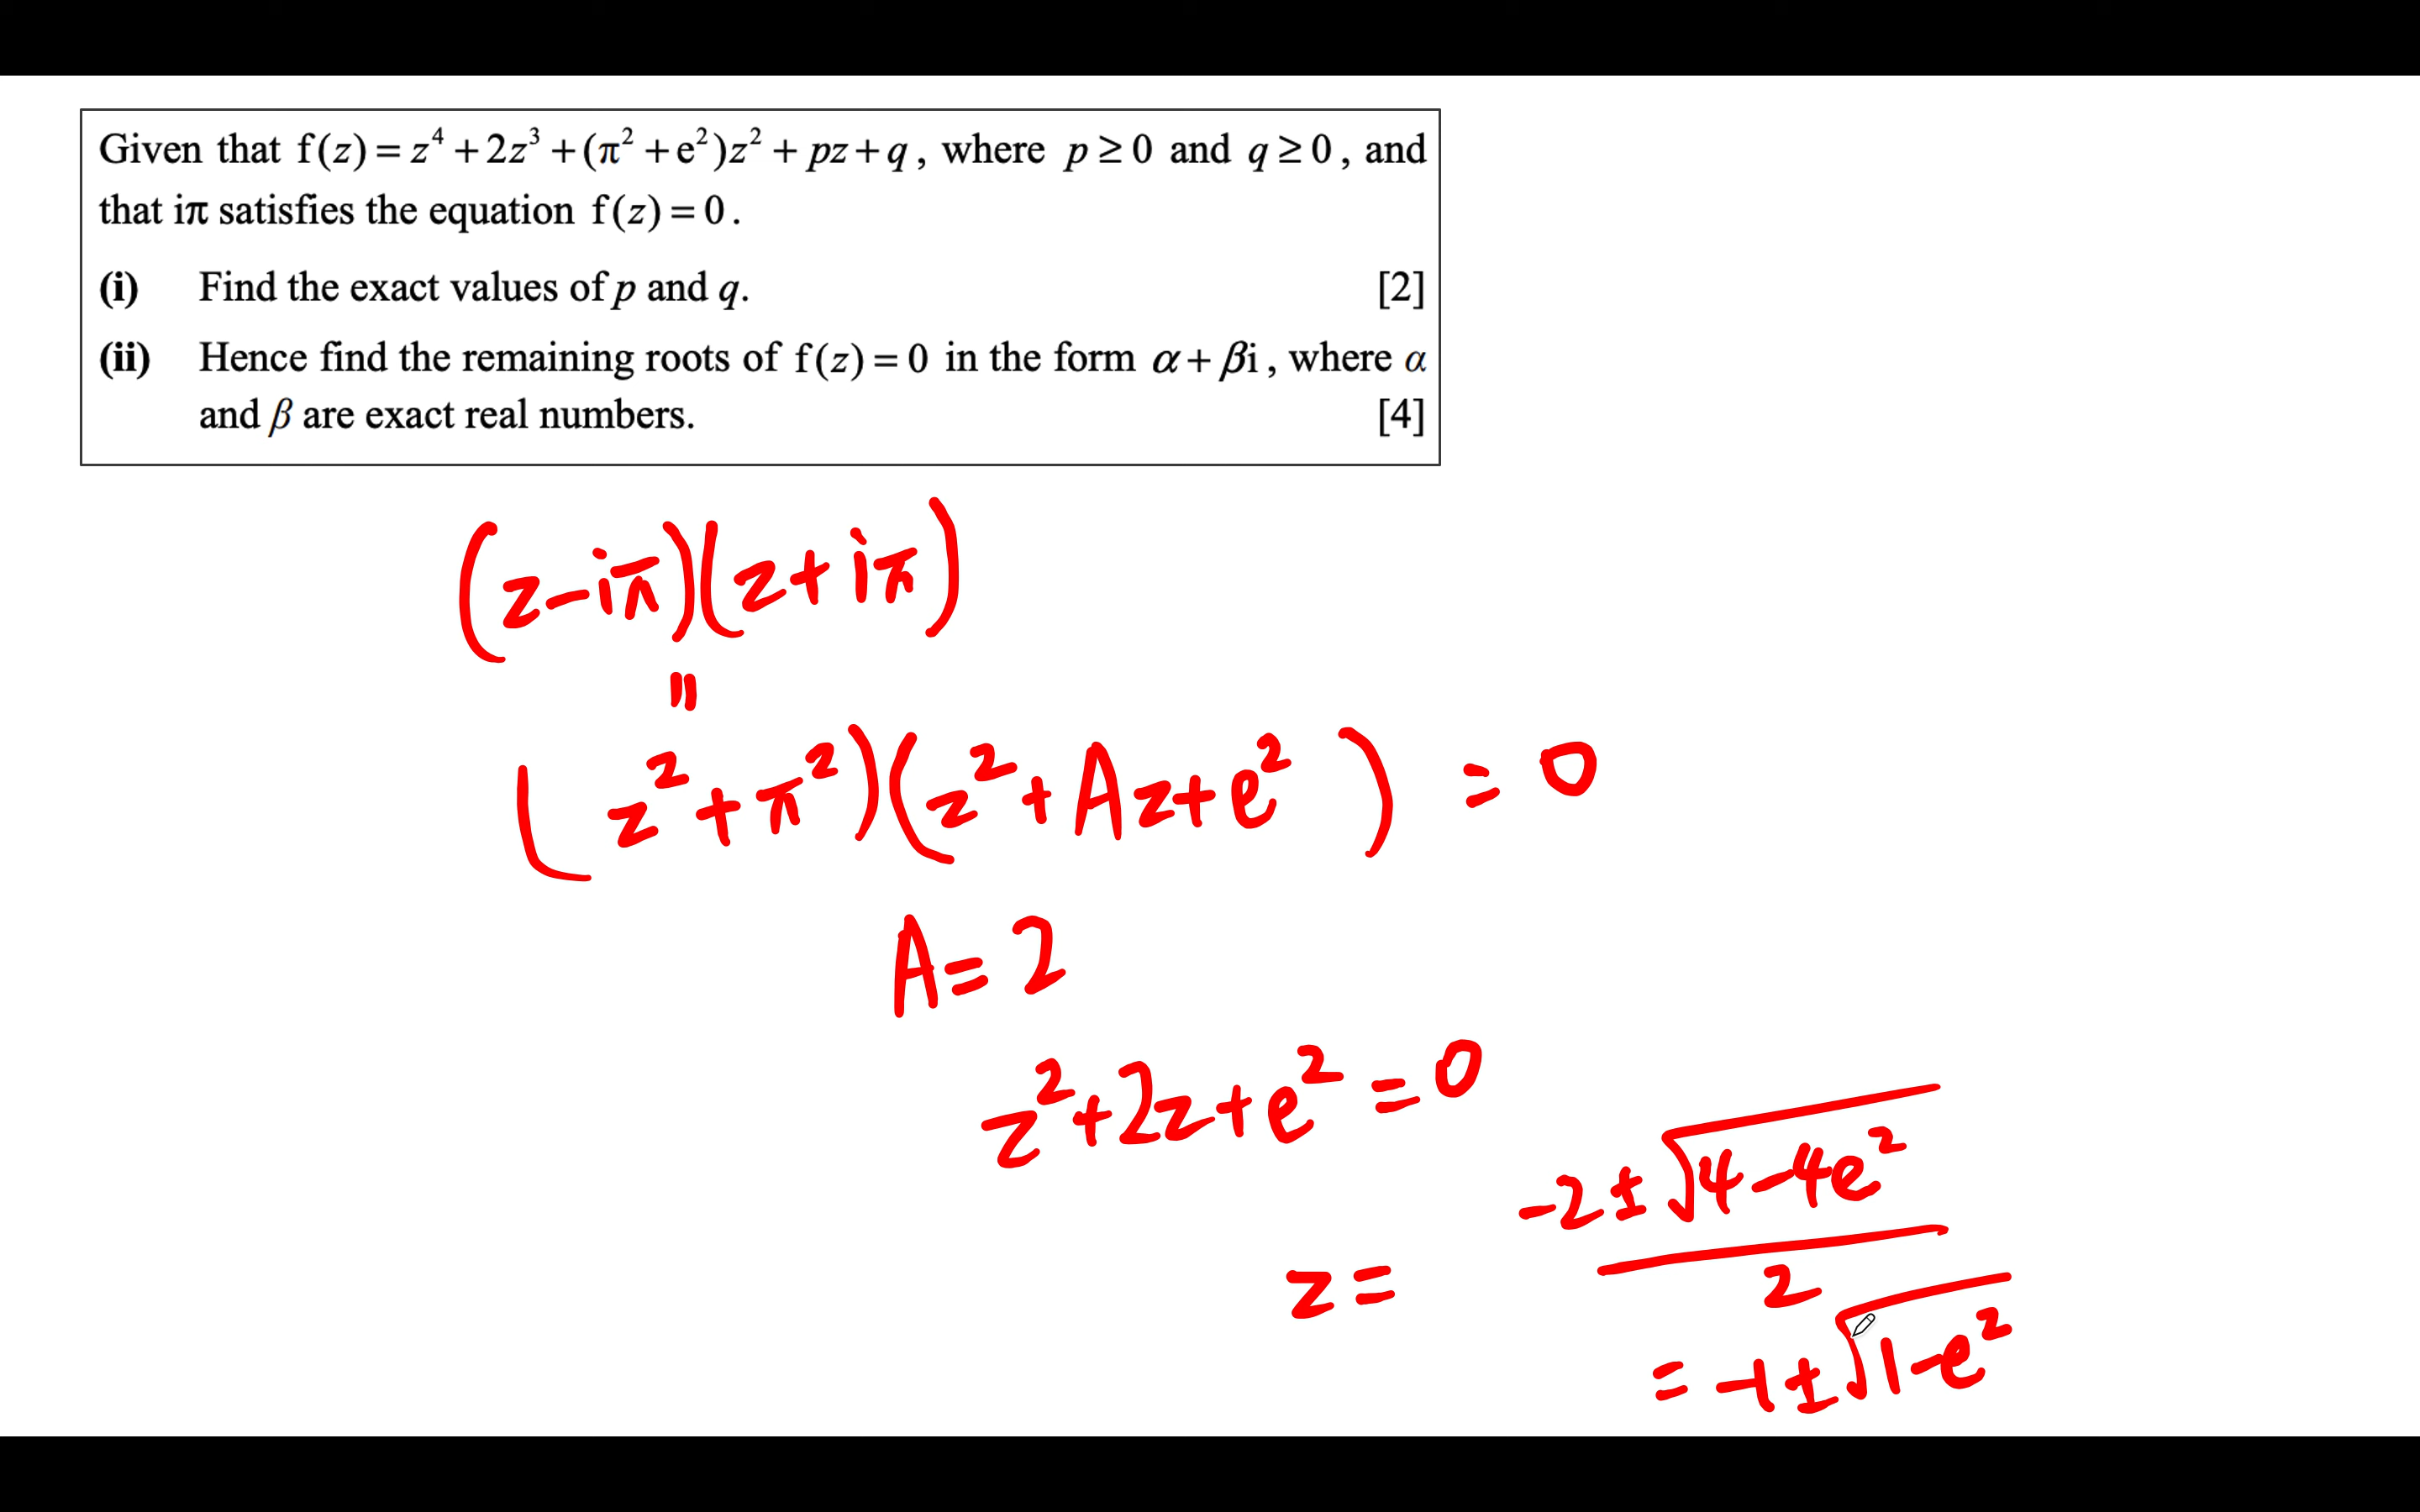 Given that f(z) = z⁴ + 2z³ + (π² + e²)z² + pz + q, where p ≥ 0 and q ≥ 0, and
that iπ satisfies the equation f(z) = 0.
(i) Find the exact values of p and q. [2]
(ii) Hence find the remaining roots of f(z) = 0 in the form α + βi, where α
and β are exact real numbers. [4]
(z-iπ)(z+iπ)
=
(z²+π²)(z²+Az+e²) = 0
A=2
z²+2z+e²=0
z= (-2±√(4-4e²))/2
= -1±√(1-e²)